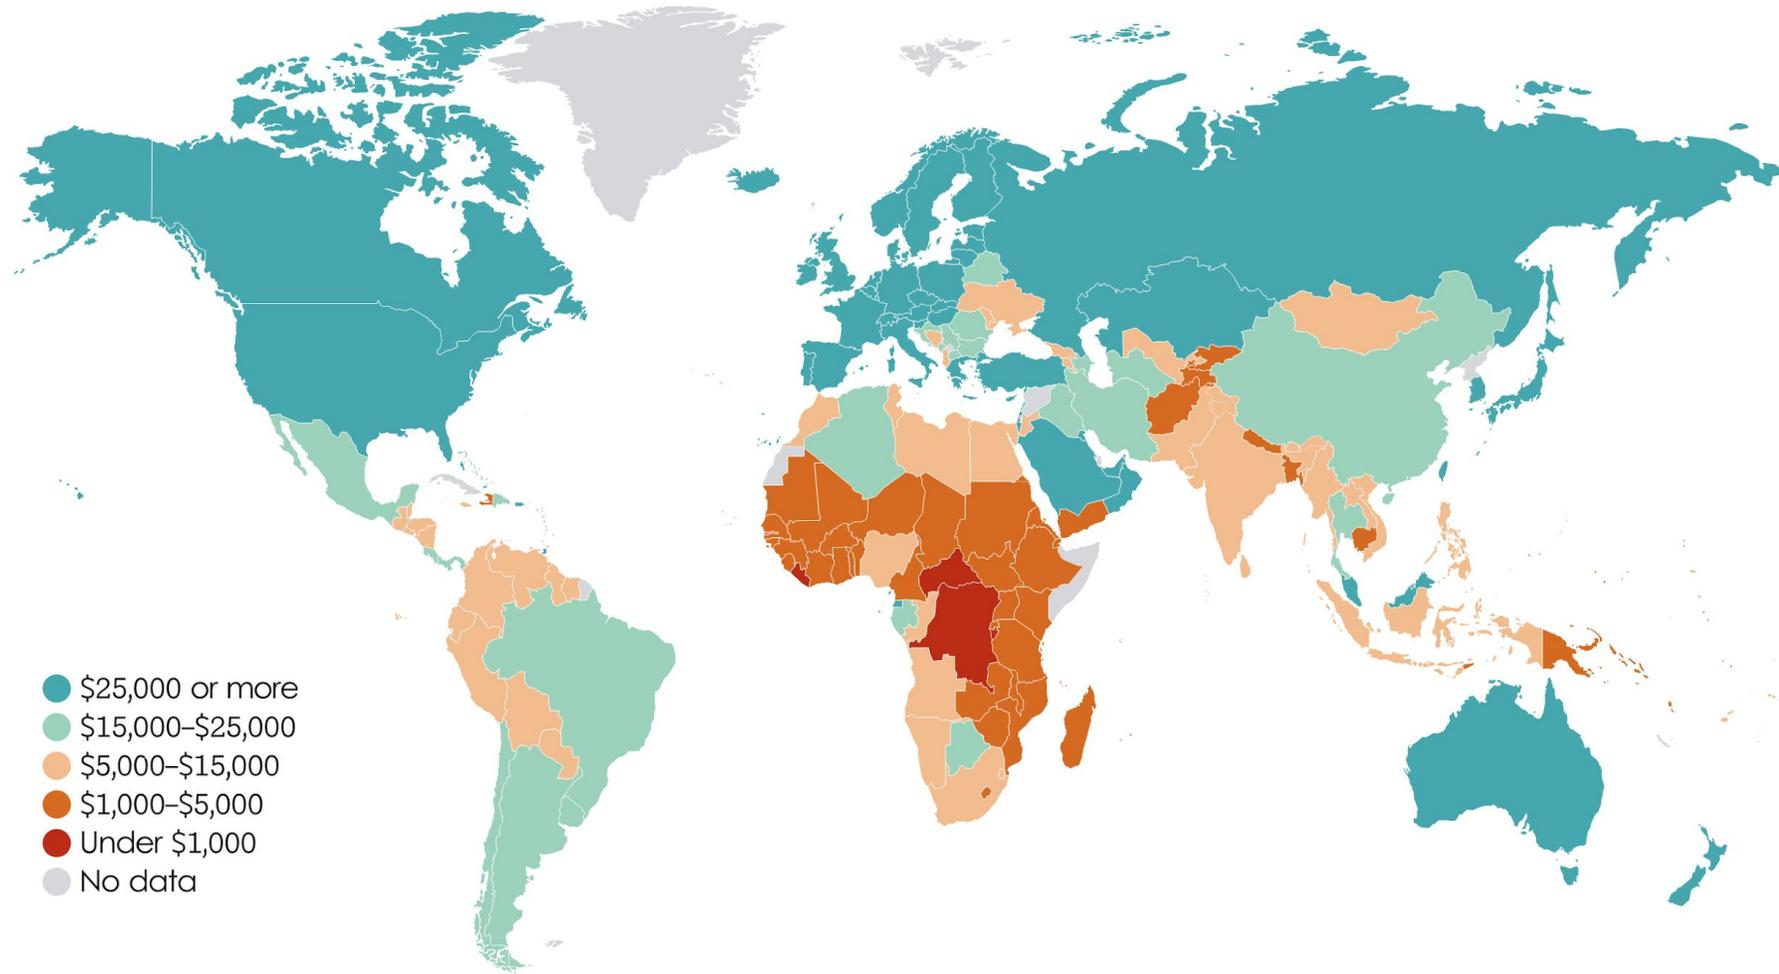 $25,000 or more
$15,000–$25,000
$5,000–$15,000
$1,000–$5,000
Under $1,000
No data